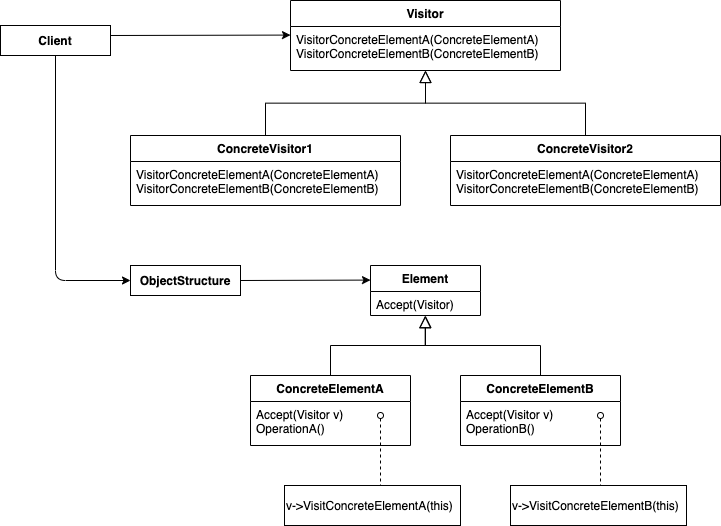 Visitor
VisitorConcreteElementA(ConcreteElementA)
VisitorConcreteElementB(ConcreteElementB)
Client
ConcreteVisitor1
VisitorConcreteElementA(ConcreteElementA)
VisitorConcreteElementB(ConcreteElementB)
ConcreteVisitor2
VisitorConcreteElementA(ConcreteElementA)
VisitorConcreteElementB(ConcreteElementB)
ObjectStructure
Element
Accept(Visitor)
ConcreteElementA
Accept(Visitor v)
OperationA()
ConcreteElementB
Accept(Visitor v)
OperationB()
v->VisitConcreteElementA(this)
v->VisitConcreteElementB(this)